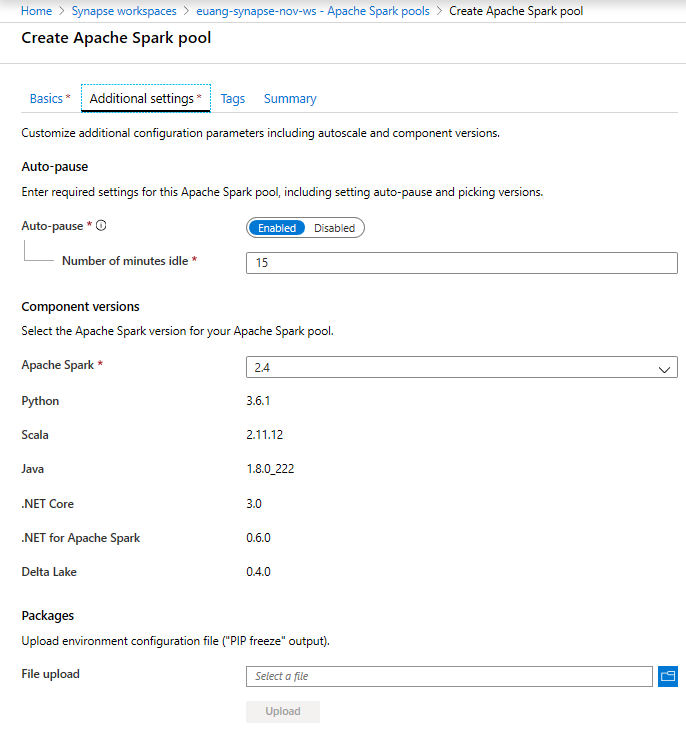 Home > Synapse workspaces > euang-synapse-nov-ws - Apache Spark pools > Create Apache Spark pool
Create Apache Spark pool
Basics * Additional settings * Tags Summary
Customize additional configuration parameters including autoscale and component versions.
Auto-pause
Enter required settings for this Apache Spark pool, including setting auto-pause and picking versions.
Auto-pause * Enabled Disabled
Number of minutes idle * 15
Component versions
Select the Apache Spark version for your Apache Spark pool.
Apache Spark * 2.4
Python 3.6.1
Scala 2.11.12
Java 1.8.0_222
.NET Core 3.0
.NET for Apache Spark 0.6.0
Delta Lake 0.4.0
Packages
Upload environment configuration file ("PIP freeze" output).
File upload Select a file
Upload